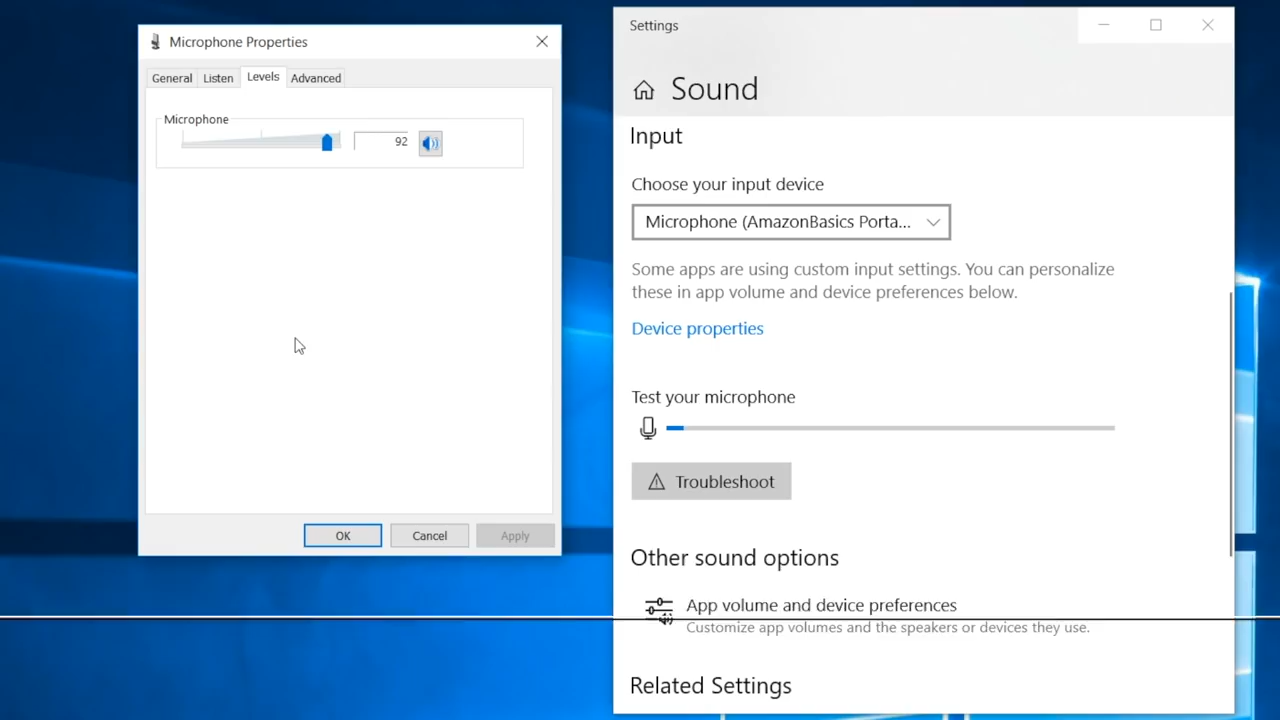 Microphone Properties
General
Listen
Levels
Advanced
Microphone
92
OK
Cancel
Apply
Settings
Sound
Input
Choose your input device
Microphone (AmazonBasics Porta...
Some apps are using custom input settings. You can personalize
these in app volume and device preferences below.
Device properties
Test your microphone
Troubleshoot
Other sound options
App volume and device preferences
Customize app volumes and the speakers or devices they use.
Related Settings